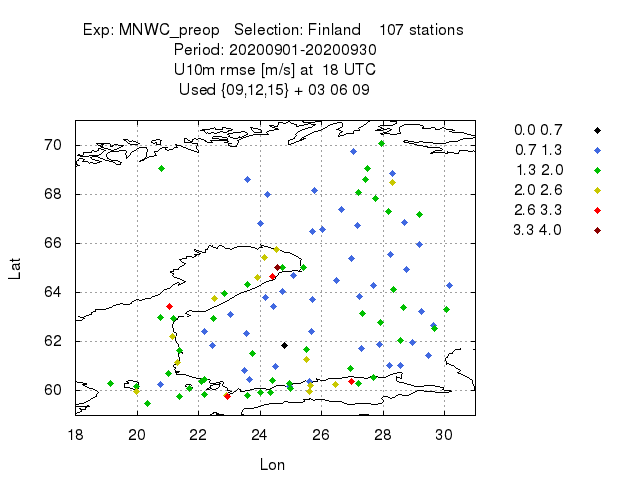 Exp: MNWC_preop   Selection: Finland    107 stations
Period: 20200901-20200930
U10m rmse [m/s] at  18 UTC
Used {09,12,15} + 03 06 09
0.0 0.7
0.7 1.3
1.3 2.0
2.0 2.6
2.6 3.3
3.3 4.0
70
68
66
64
62
60
Lat
18 20 22 24 26 28 30
Lon